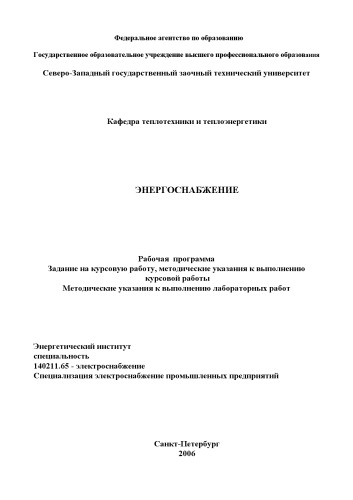 Федеральное агентство по образованию
Государственное образовательное учреждение высшего профессионального образования
Северо-Западный государственный заочный технический университет
Кафедра теплотехники и теплоэнергетики
ЭНЕРГОСНАБЖЕНИЕ
Рабочая программа
Задание на курсовую работу, методические указания к выполнению
курсовой работы
Методические указания к выполнению лабораторных работ
Энергетический институт
специальность
140211.65 - электроснабжение
Специализация электроснабжение промышленных предприятий
Санкт-Петербург
2006